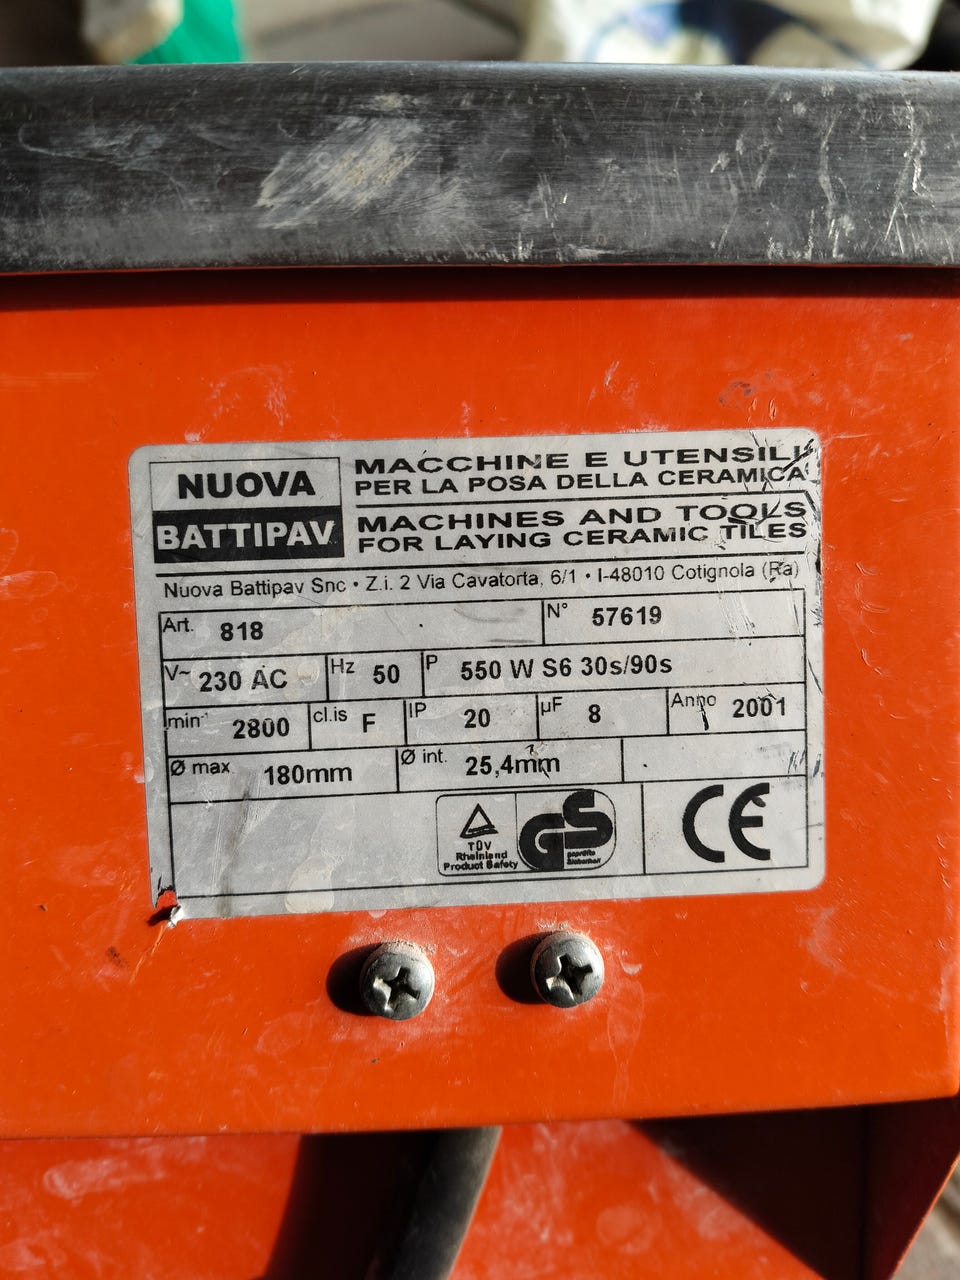 NUOVA
BATTIPAV
MACCHINE E UTENSILI
PER LA POSA DELLA CERAMICA
MACHINES AND TOOLS
FOR LAYING CERAMIC TILES
Nuova Battipav Snc • Z.i. 2 Via Cavatorta, 6/1 • I-48010 Cotignola (Ra)
Art. 818 N° 57619
V~ 230 AC Hz 50 P 550 W S6 30s/90s
min⁻¹ 2800 cl.is F IP 20 µF 8 Anno 2001
Ø max. 180mm Ø int. 25,4mm
TÜV
Rheinland
Product Safety
GS
geprüfte
Sicherheit
CE